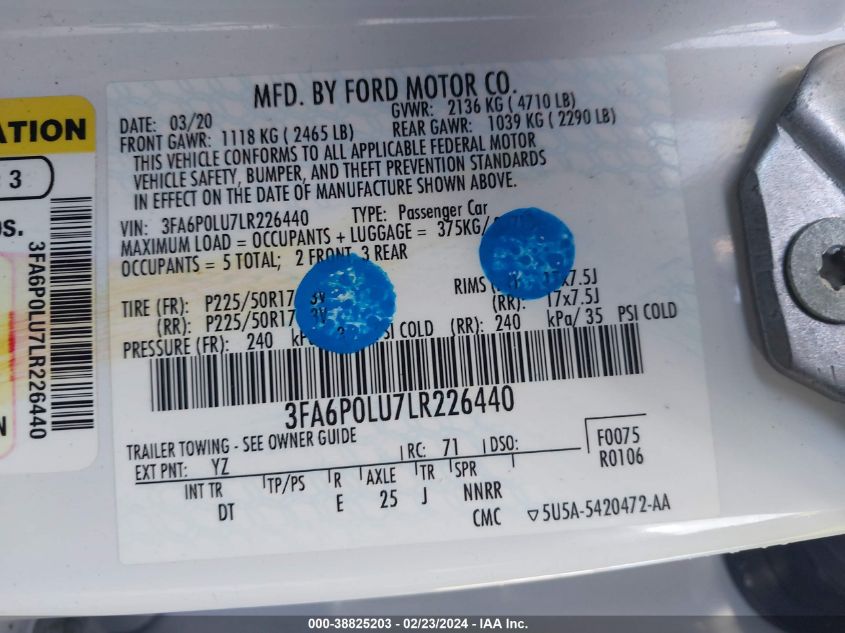 ATION
3
OS.
3FA6P0LU7LR226440
N
MFD. BY FORD MOTOR CO.
DATE: 03/20 GVWR: 2136 KG ( 4710 LB)
FRONT GAWR: 1118 KG ( 2465 LB) REAR GAWR: 1039 KG ( 2290 LB)
THIS VEHICLE CONFORMS TO ALL APPLICABLE FEDERAL MOTOR
VEHICLE SAFETY, BUMPER, AND THEFT PREVENTION STANDARDS
IN EFFECT ON THE DATE OF MANUFACTURE SHOWN ABOVE.
VIN: 3FA6P0LU7LR226440 TYPE: Passenger Car
MAXIMUM LOAD = OCCUPANTS + LUGGAGE = 375KG/
OCCUPANTS = 5 TOTAL; 2 FRONT, 3 REAR
TIRE (FR): P225/50R17 RIMS 17x7.5J
(RR): P225/50R17 (RR): 17x7.5J
PRESSURE (FR): 240 PSI COLD (RR): 240 kPa/ 35 PSI COLD
3FA6P0LU7LR226440
TRAILER TOWING - SEE OWNER GUIDE
EXT PNT: YZ RC: 71 DSO: F0075
R0106
INT TR TP/PS R AXLE TR SPR
DT E 25 J NNRR
CMC ▽5U5A-5420472-AA
000-38825203 - 02/23/2024 - IAA Inc.